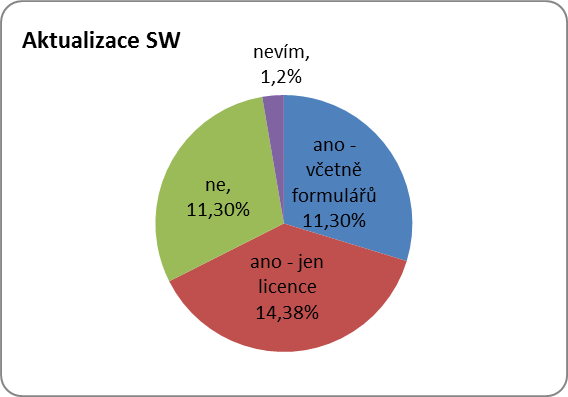 Aktualizace SW
nevím,
1,2%
ano -
včetně
formulářů
11,30%
ne,
11,30%
ano - jen
licence
14,38%